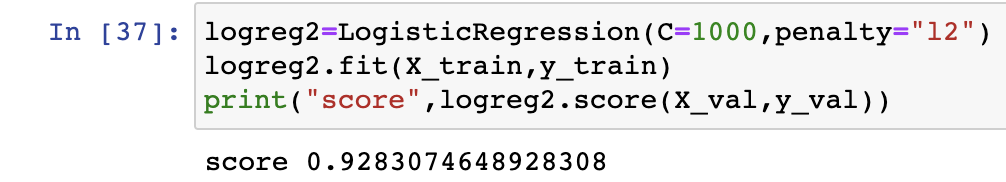 In [37]: logreg2=LogisticRegression(C=1000,penalty="l2")
logreg2.fit(X_train,y_train)
print("score",logreg2.score(X_val,y_val))
score 0.9283074648928308